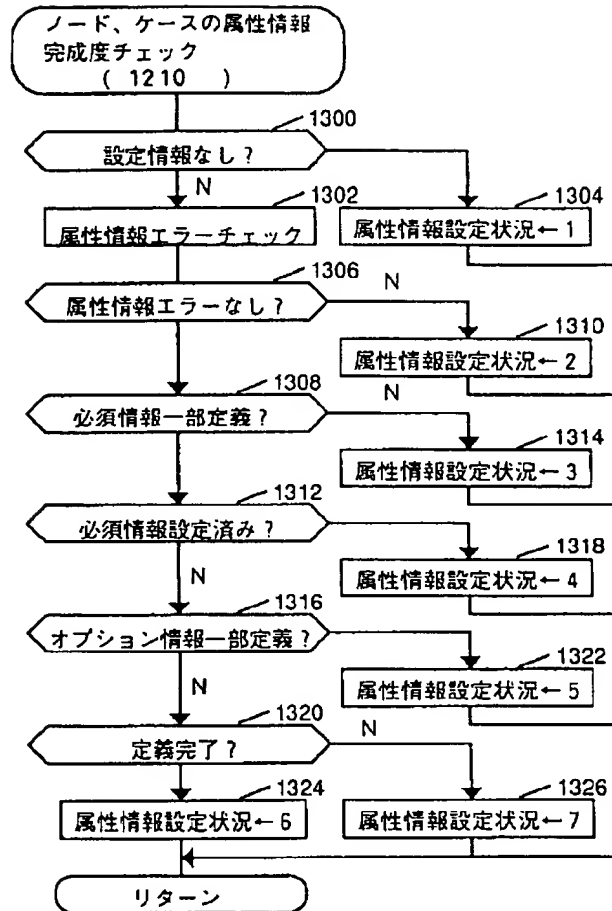 ノード、ケースの属性情報
完成度チェック
( 1210 )
1300
設定情報なし?
N
1302
属性情報エラーチェック
1304
属性情報設定状況←1
1306
属性情報エラーなし?
N
1310
属性情報設定状況←2
1308
必須情報一部定義?
N
1314
属性情報設定状況←3
1312
必須情報設定済み?
N
1318
属性情報設定状況←4
1316
オプション情報一部定義?
N
1322
属性情報設定状況←5
1320
定義完了?
N
1324
属性情報設定状況←6
1326
属性情報設定状況←7
リターン